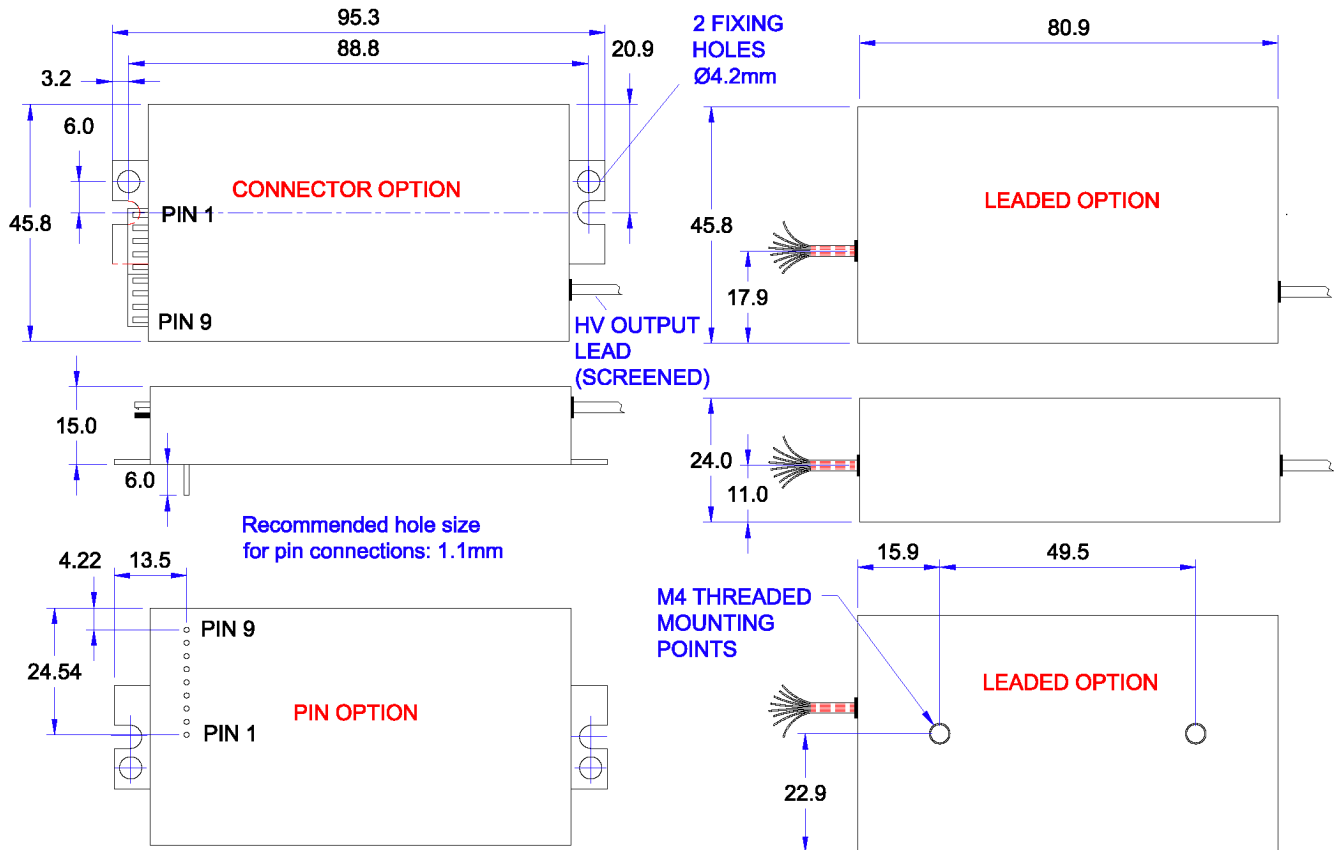 95.3
88.8
3.2
2 FIXING
HOLES
Ø4.2mm
20.9
6.0
45.8
CONNECTOR OPTION
PIN 1
PIN 9
HV OUTPUT
LEAD
(SCREENED)
80.9
45.8
LEADED OPTION
17.9
15.0
6.0
Recommended hole size
for pin connections: 1.1mm
24.0
11.0
4.22
13.5
24.54
PIN 9
PIN 1
PIN OPTION
15.9
49.5
M4 THREADED
MOUNTING
POINTS
LEADED OPTION
22.9